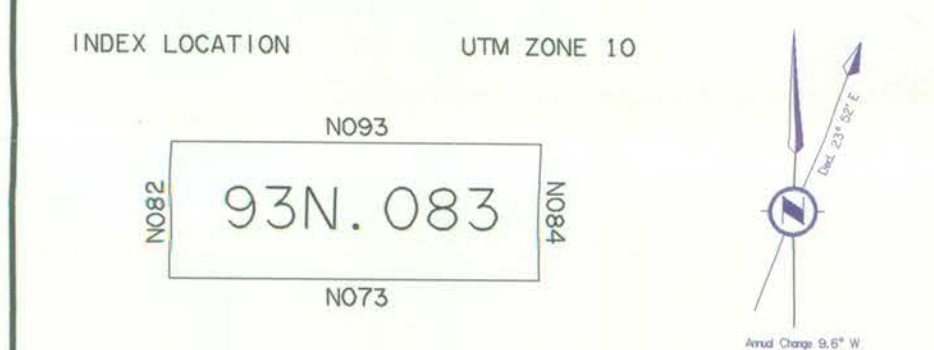 INDEX LOCATION UTM ZONE 10
N093
N082 93N.083 N084
N073
Decl. 23° 52' E
Annual Change 9.6" W.